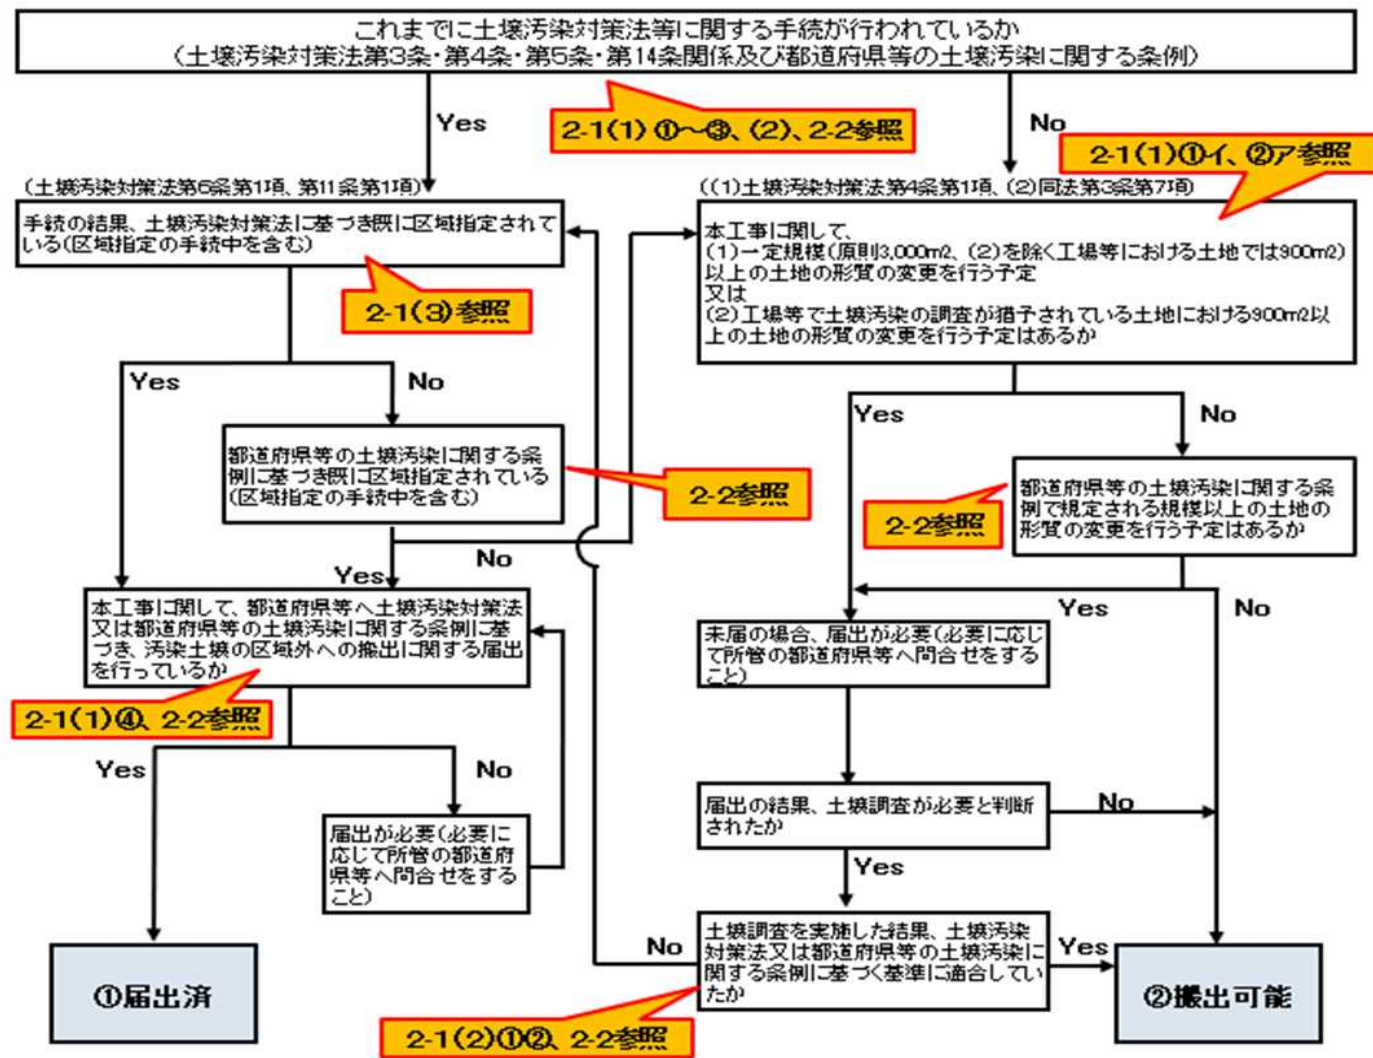 これまでに土壌汚染対策法等に関する手続が行われているか
(土壌汚染対策法第3条・第4条・第5条・第14条関係及び都道府県等の土壌汚染に関する条例)
Yes
2-1(1)①~③、(2)、2-2参照
No
2-1(1)①イ、②ア参照
(土壌汚染対策法第6条第1項、第11条第1項)
手続の結果、土壌汚染対策法に基づき既に区域指定されて
いる(区域指定の手続中を含む)
2-1(3)参照
((1)土壌汚染対策法第4条第1項、(2)同法第3条第7項)
本工事に関して、
(1)一定規模(原則3,000m2、(2)を除く工場等における土地では900m2)
以上の土地の形質の変更を行う予定
又は
(2)工場等で土壌汚染の調査が猶予されている土地における900m2以
上の土地の形質の変更を行う予定はあるか
Yes
No
都道府県等の土壌汚染に関する条
例に基づき既に区域指定されている
(区域指定の手続中を含む)
2-2参照
Yes
No
2-2参照
都道府県等の土壌汚染に関する条
例で規定される規模以上の土地の
形質の変更を行う予定はあるか
No
Yes
本工事に関して、都道府県等へ土壌汚染対策法
又は都道府県等の土壌汚染に関する条例に基
づき、汚染土壌の区域外への搬出に関する届出
を行っているか
2-1(1)④、2-2参照
Yes
No
未届の場合、届出が必要(必要に応じ
て所管の都道府県等へ問合せをする
こと)
Yes
No
届出が必要(必要に
応じて所管の都道府
県等へ問合せをする
こと)
届出の結果、土壌調査が必要と判断
されたか
No
Yes
土壌調査を実施した結果、土壌汚染
対策法又は都道府県等の土壌汚染に
関する条例に基づく基準に適合してい
たか
No
Yes
2-1(2)①②、2-2参照
①届出済
②搬出可能